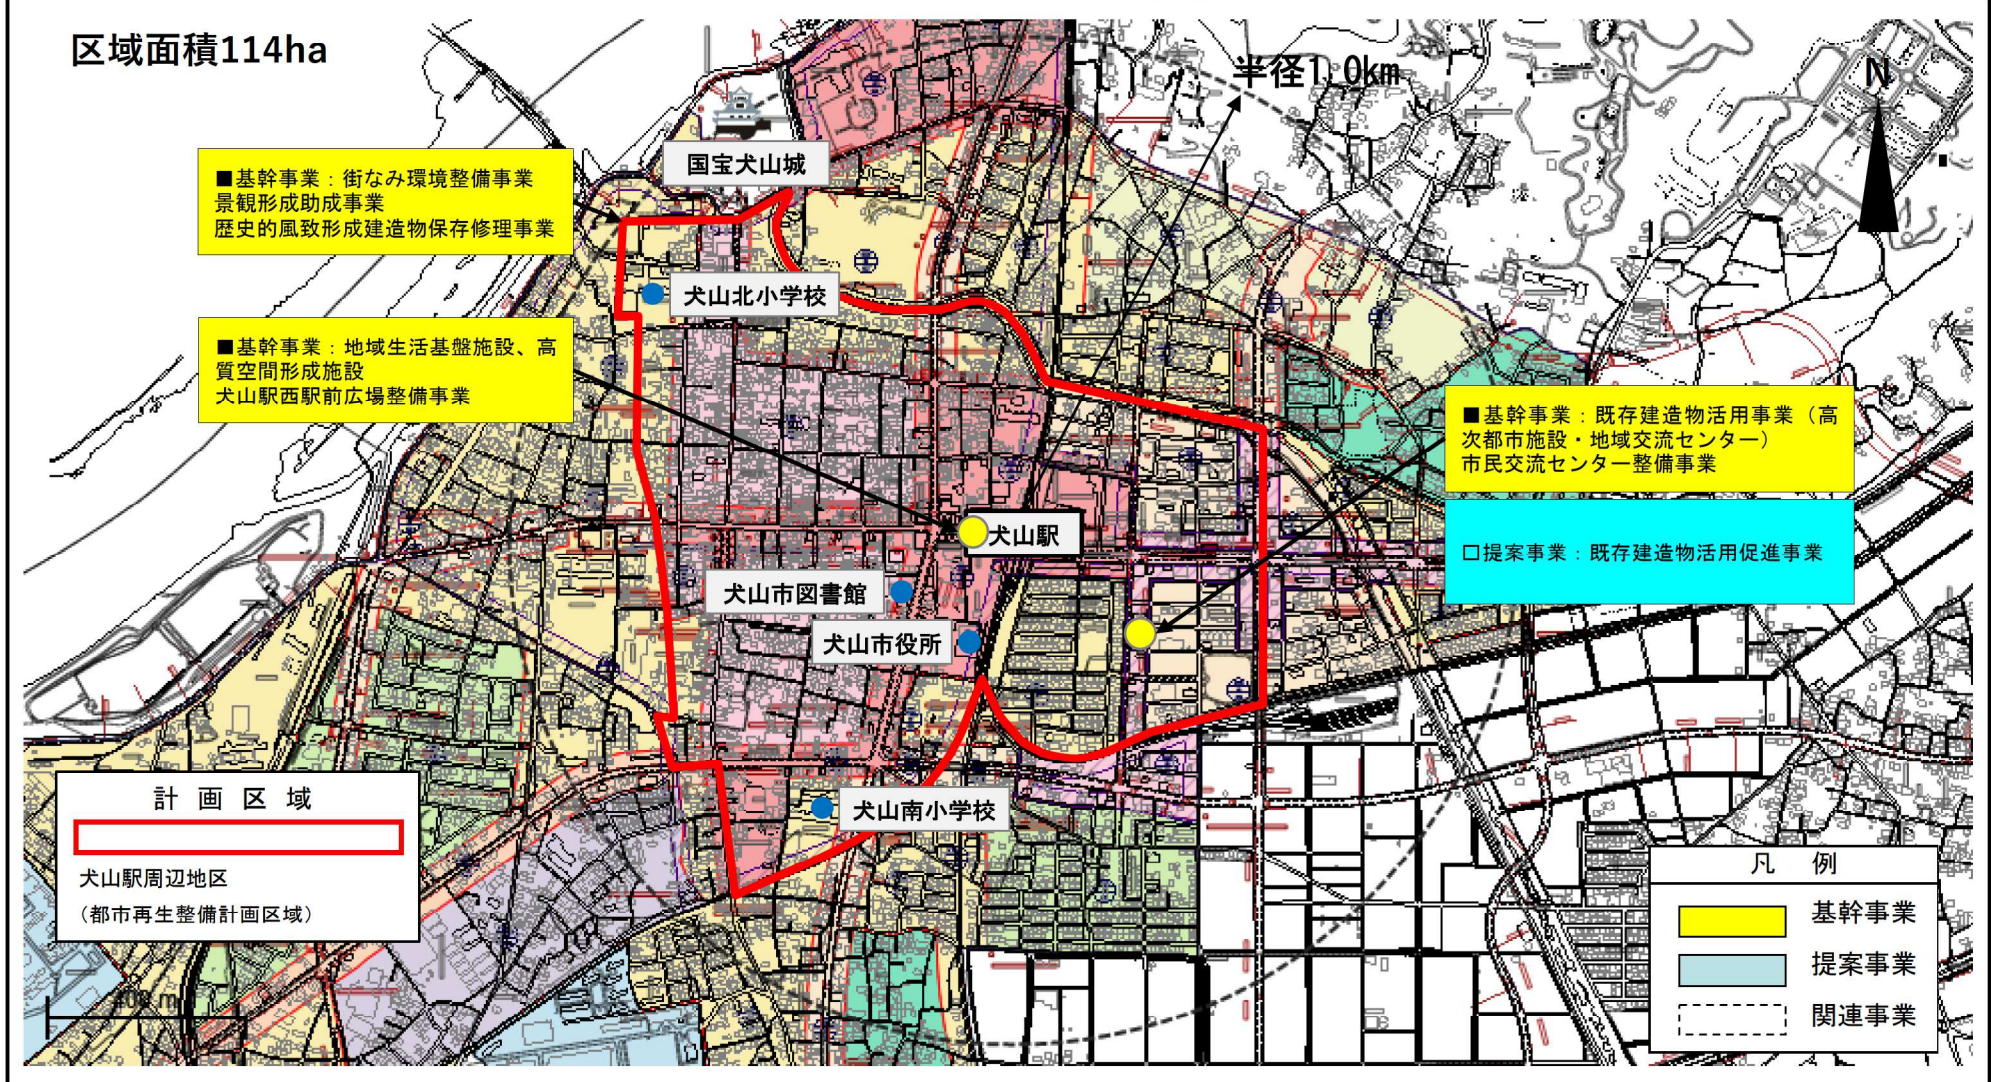 区域面積114ha
半径1.0km
N
国宝犬山城
■基幹事業：街なみ環境整備事業
景観形成助成事業
歴史的風致形成建造物保存修理事業
犬山北小学校
■基幹事業：地域生活基盤施設、高
質空間形成施設
犬山駅西駅前広場整備事業
■基幹事業：既存建造物活用事業（高
次都市施設・地域交流センター）
市民交流センター整備事業
□提案事業：既存建造物活用促進事業
犬山駅
犬山市図書館
犬山市役所
犬山南小学校
計画区域
犬山駅周辺地区
（都市再生整備計画区域）
400 m
凡例
基幹事業
提案事業
関連事業